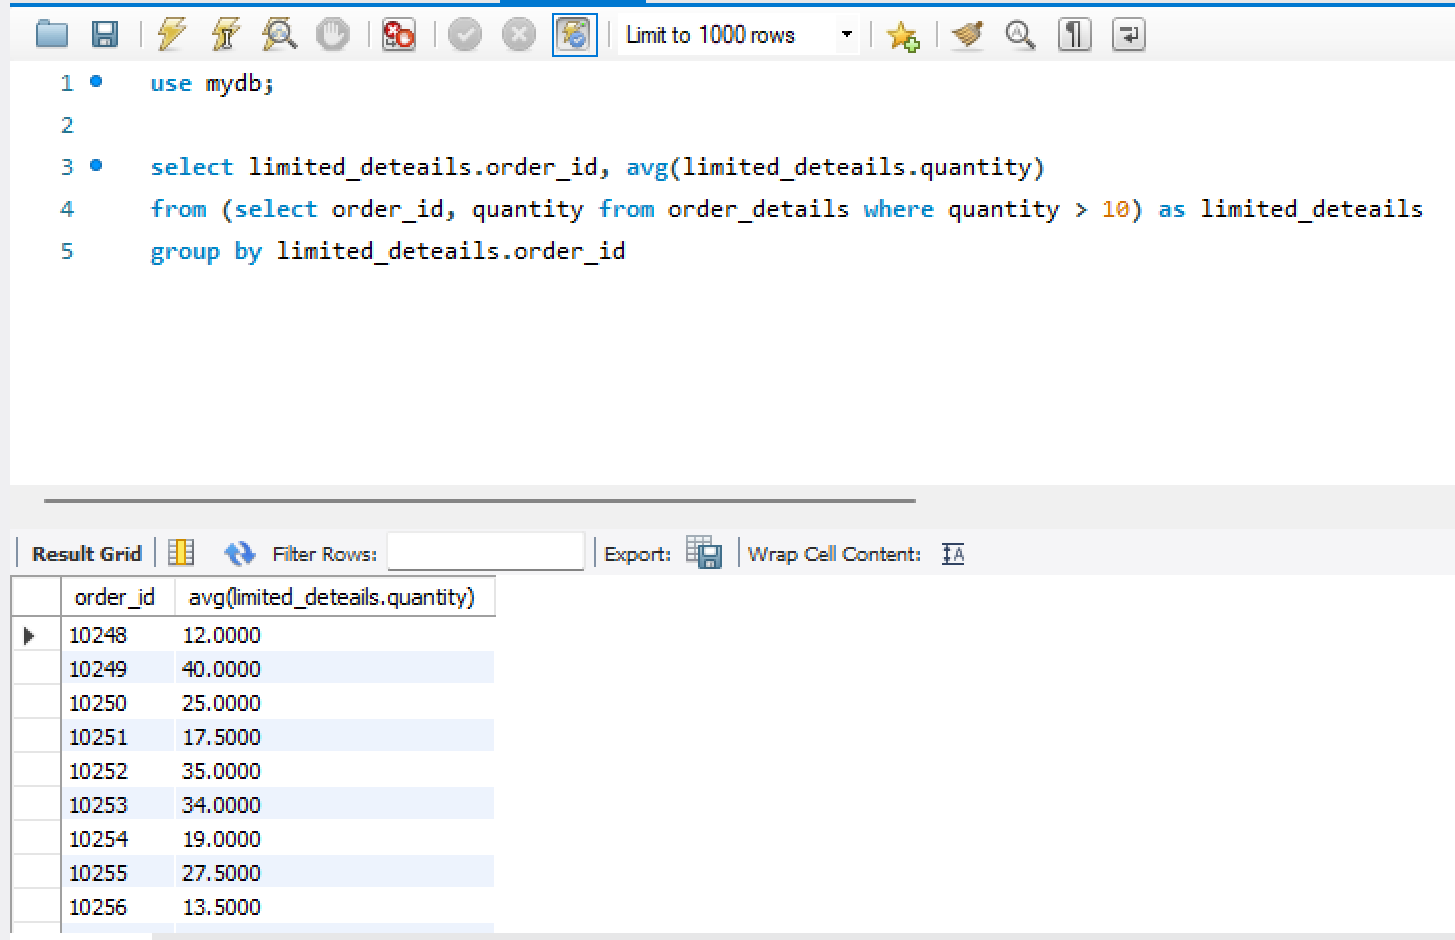 Limit to 1000 rows
1 use mydb;
2
3 select limited_deteails.order_id, avg(limited_deteails.quantity)
4 from (select order_id, quantity from order_details where quantity > 10) as limited_deteails
5 group by limited_deteails.order_id
Result Grid Filter Rows: Export: Wrap Cell Content: IA
order_id avg(limited_deteails.quantity)
10248 12.0000
10249 40.0000
10250 25.0000
10251 17.5000
10252 35.0000
10253 34.0000
10254 19.0000
10255 27.5000
10256 13.5000